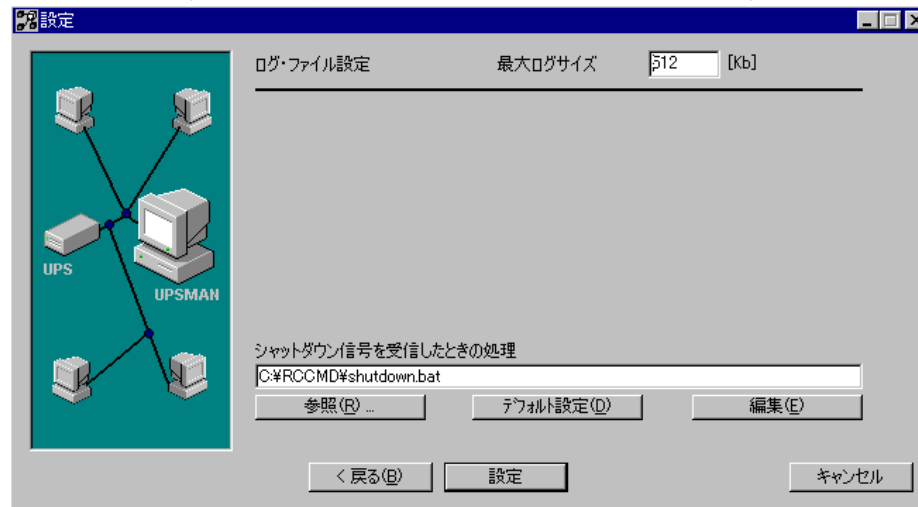 設定
ログ・ファイル設定 最大ログサイズ 512 [Kb]
UPS
UPSMAN
シャットダウン信号を受信したときの処理
C:¥RCCMD¥shutdown.bat
参照(R) ... デフォルト設定(D) 編集(E)
< 戻る(B) 設定 キャンセル